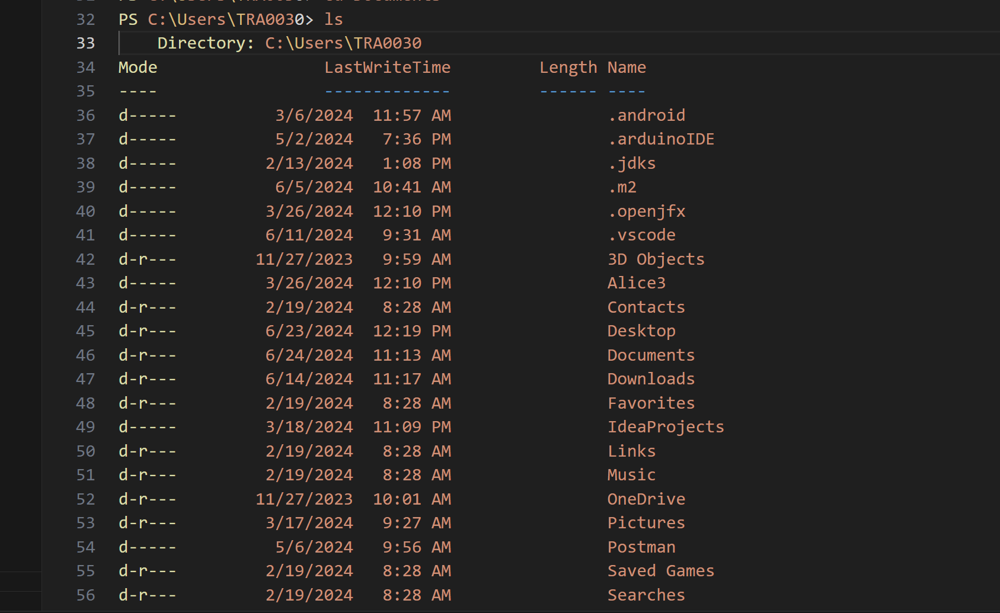 32 PS C:\Users\TRA0030> ls
33     Directory: C:\Users\TRA0030
34 Mode                 LastWriteTime         Length Name
35 ----                 -------------         ------ ----
36 d-----          3/6/2024  11:57 AM                .android
37 d-----          5/2/2024   7:36 PM                .arduinoIDE
38 d-----         2/13/2024   1:08 PM                .jdks
39 d-----          6/5/2024  10:41 AM                .m2
40 d-----         3/26/2024  12:10 PM                .openjfx
41 d-----         6/11/2024   9:31 AM                .vscode
42 d-r---        11/27/2023   9:59 AM                3D Objects
43 d-----         3/26/2024  12:10 PM                Alice3
44 d-r---         2/19/2024   8:28 AM                Contacts
45 d-r---         6/23/2024  12:19 PM                Desktop
46 d-r---         6/24/2024  11:13 AM                Documents
47 d-r---         6/14/2024  11:17 AM                Downloads
48 d-r---         2/19/2024   8:28 AM                Favorites
49 d-----         3/18/2024  11:09 PM                IdeaProjects
50 d-r---         2/19/2024   8:28 AM                Links
51 d-r---         2/19/2024   8:28 AM                Music
52 d-r---        11/27/2023  10:01 AM                OneDrive
53 d-r---         3/17/2024   9:27 AM                Pictures
54 d-----          5/6/2024   9:56 AM                Postman
55 d-r---         2/19/2024   8:28 AM                Saved Games
56 d-r---         2/19/2024   8:28 AM                Searches